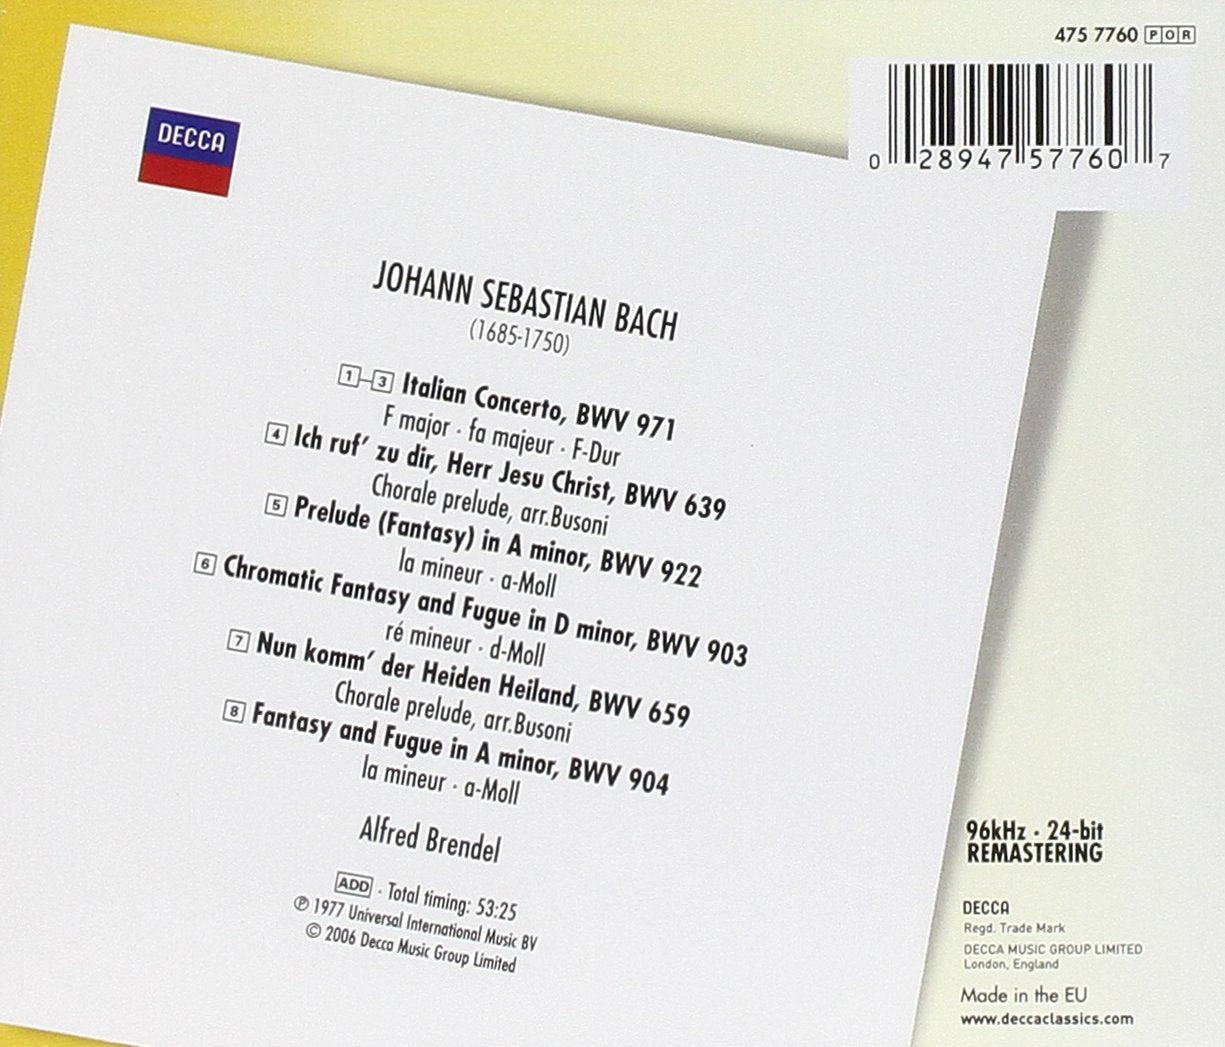 475 7760 POR
0 28947 57760 7
DECCA
JOHANN SEBASTIAN BACH
(1685-1750)
1–3 Italian Concerto, BWV 971
F major · fa majeur · F-Dur
4 Ich ruf' zu dir, Herr Jesu Christ, BWV 639
Chorale prelude, arr.Busoni
5 Prelude (Fantasy) in A minor, BWV 922
la mineur · a-Moll
6 Chromatic Fantasy and Fugue in D minor, BWV 903
ré mineur · d-Moll
7 Nun komm' der Heiden Heiland, BWV 659
Chorale prelude, arr.Busoni
8 Fantasy and Fugue in A minor, BWV 904
la mineur · a-Moll
Alfred Brendel
ADD · Total timing: 53:25
℗ 1977 Universal International Music BV
© 2006 Decca Music Group Limited
96kHz · 24-bit
REMASTERING
DECCA
Regd. Trade Mark
DECCA MUSIC GROUP LIMITED
London, England
Made in the EU
www.deccaclassics.com